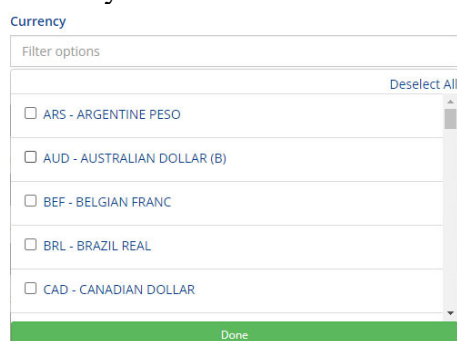 Currency
Filter options
Deselect All
ARS - ARGENTINE PESO
AUD - AUSTRALIAN DOLLAR (B)
BEF - BELGIAN FRANC
BRL - BRAZIL REAL
CAD - CANADIAN DOLLAR
Done